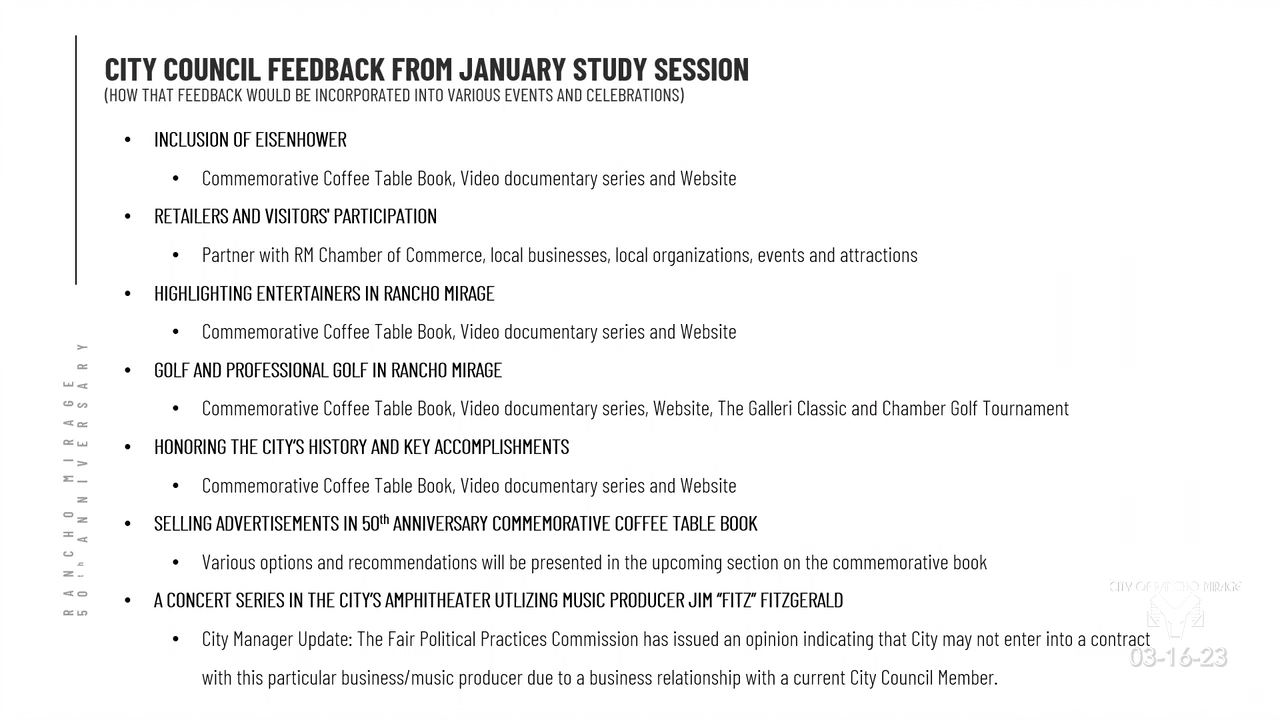 CITY COUNCIL FEEDBACK FROM JANUARY STUDY SESSION
(HOW THAT FEEDBACK WOULD BE INCORPORATED INTO VARIOUS EVENTS AND CELEBRATIONS)
• INCLUSION OF EISENHOWER
• Commemorative Coffee Table Book, Video documentary series and Website
• RETAILERS AND VISITORS' PARTICIPATION
• Partner with RM Chamber of Commerce, local businesses, local organizations, events and attractions
• HIGHLIGHTING ENTERTAINERS IN RANCHO MIRAGE
• Commemorative Coffee Table Book, Video documentary series and Website
• GOLF AND PROFESSIONAL GOLF IN RANCHO MIRAGE
• Commemorative Coffee Table Book, Video documentary series, Website, The Galleri Classic and Chamber Golf Tournament
• HONORING THE CITY'S HISTORY AND KEY ACCOMPLISHMENTS
• Commemorative Coffee Table Book, Video documentary series and Website
• SELLING ADVERTISEMENTS IN 50th ANNIVERSARY COMMEMORATIVE COFFEE TABLE BOOK
• Various options and recommendations will be presented in the upcoming section on the commemorative book
• A CONCERT SERIES IN THE CITY'S AMPHITHEATER UTLIZING MUSIC PRODUCER JIM "FITZ" FITZGERALD
• City Manager Update: The Fair Political Practices Commission has issued an opinion indicating that City may not enter into a contract
with this particular business/music producer due to a business relationship with a current City Council Member.
RANCHO MIRAGE
50th ANNIVERSARY
CITY OF RANCHO MIRAGE
03-16-23